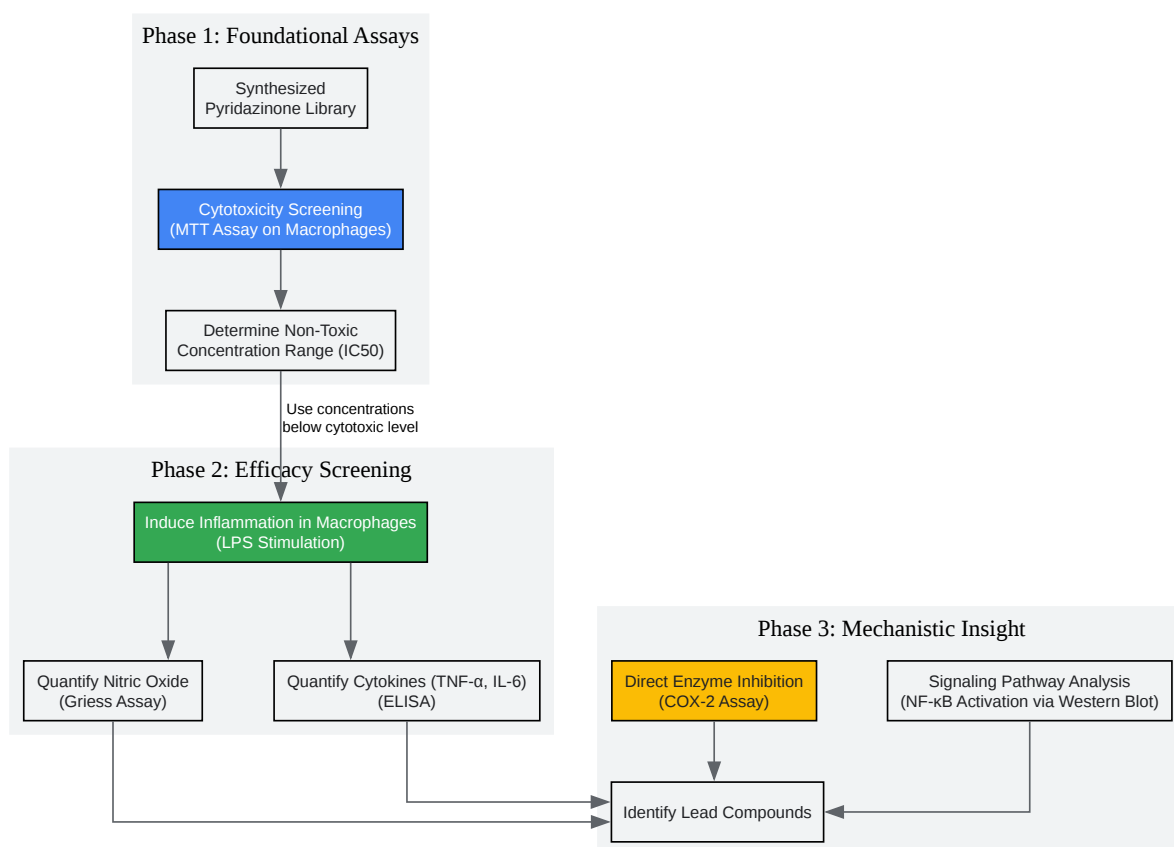 Phase 1: Foundational Assays
Synthesized
Pyridazinone Library
Cytotoxicity Screening
(MTT Assay on Macrophages)
Determine Non-Toxic
Concentration Range (IC50)
Use concentrations
below cytotoxic level
Phase 2: Efficacy Screening
Induce Inflammation in Macrophages
(LPS Stimulation)
Quantify Nitric Oxide
(Griess Assay)
Quantify Cytokines (TNF-α, IL-6)
(ELISA)
Phase 3: Mechanistic Insight
Direct Enzyme Inhibition
(COX-2 Assay)
Signaling Pathway Analysis
(NF-κB Activation via Western Blot)
Identify Lead Compounds